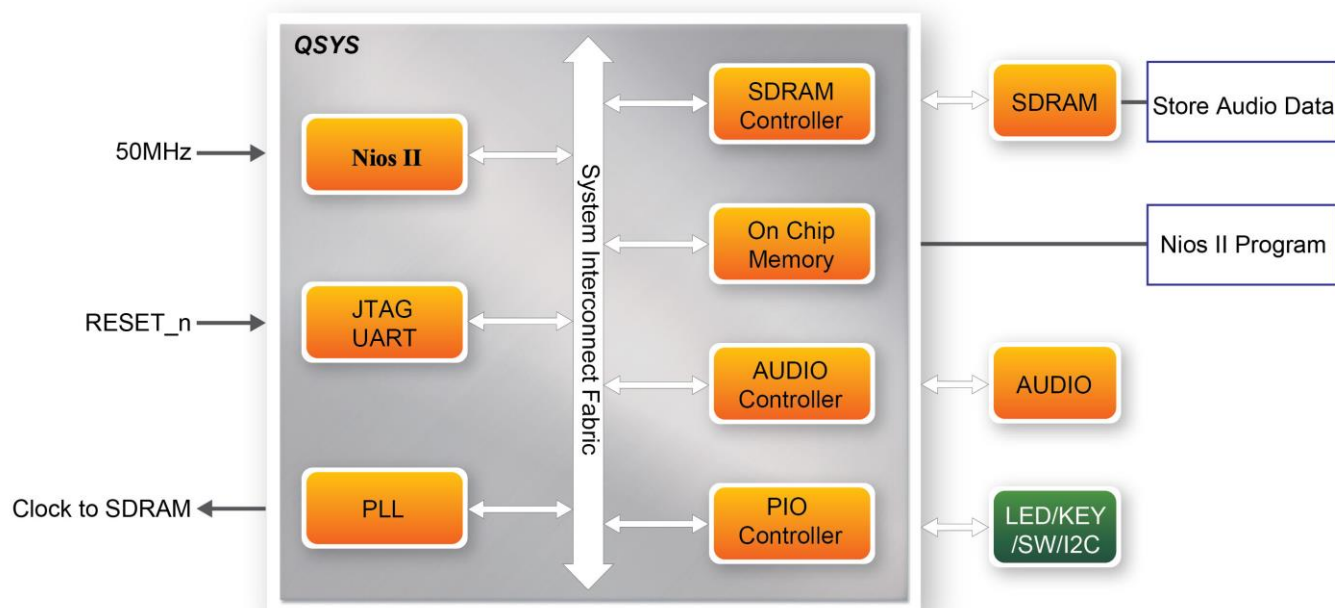 QSYS
50MHz
Nios II
RESET_n
JTAG
UART
Clock to SDRAM
PLL
System Interconnect Fabric
SDRAM
Controller
On Chip
Memory
AUDIO
Controller
PIO
Controller
SDRAM
Store Audio Data
Nios II Program
AUDIO
LED/KEY
/SW/I2C